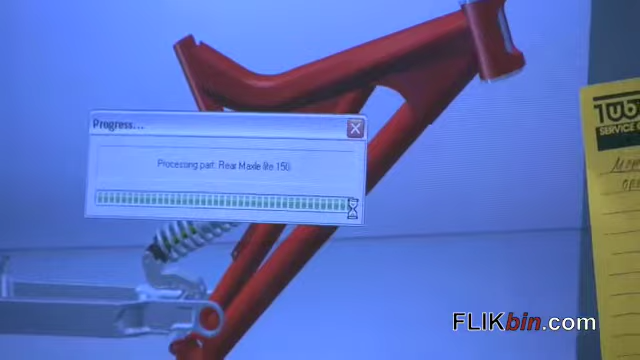 Progress...
Processing part: Rear Maxle lite 150
Tub
SERVICE
FLIKbin.com